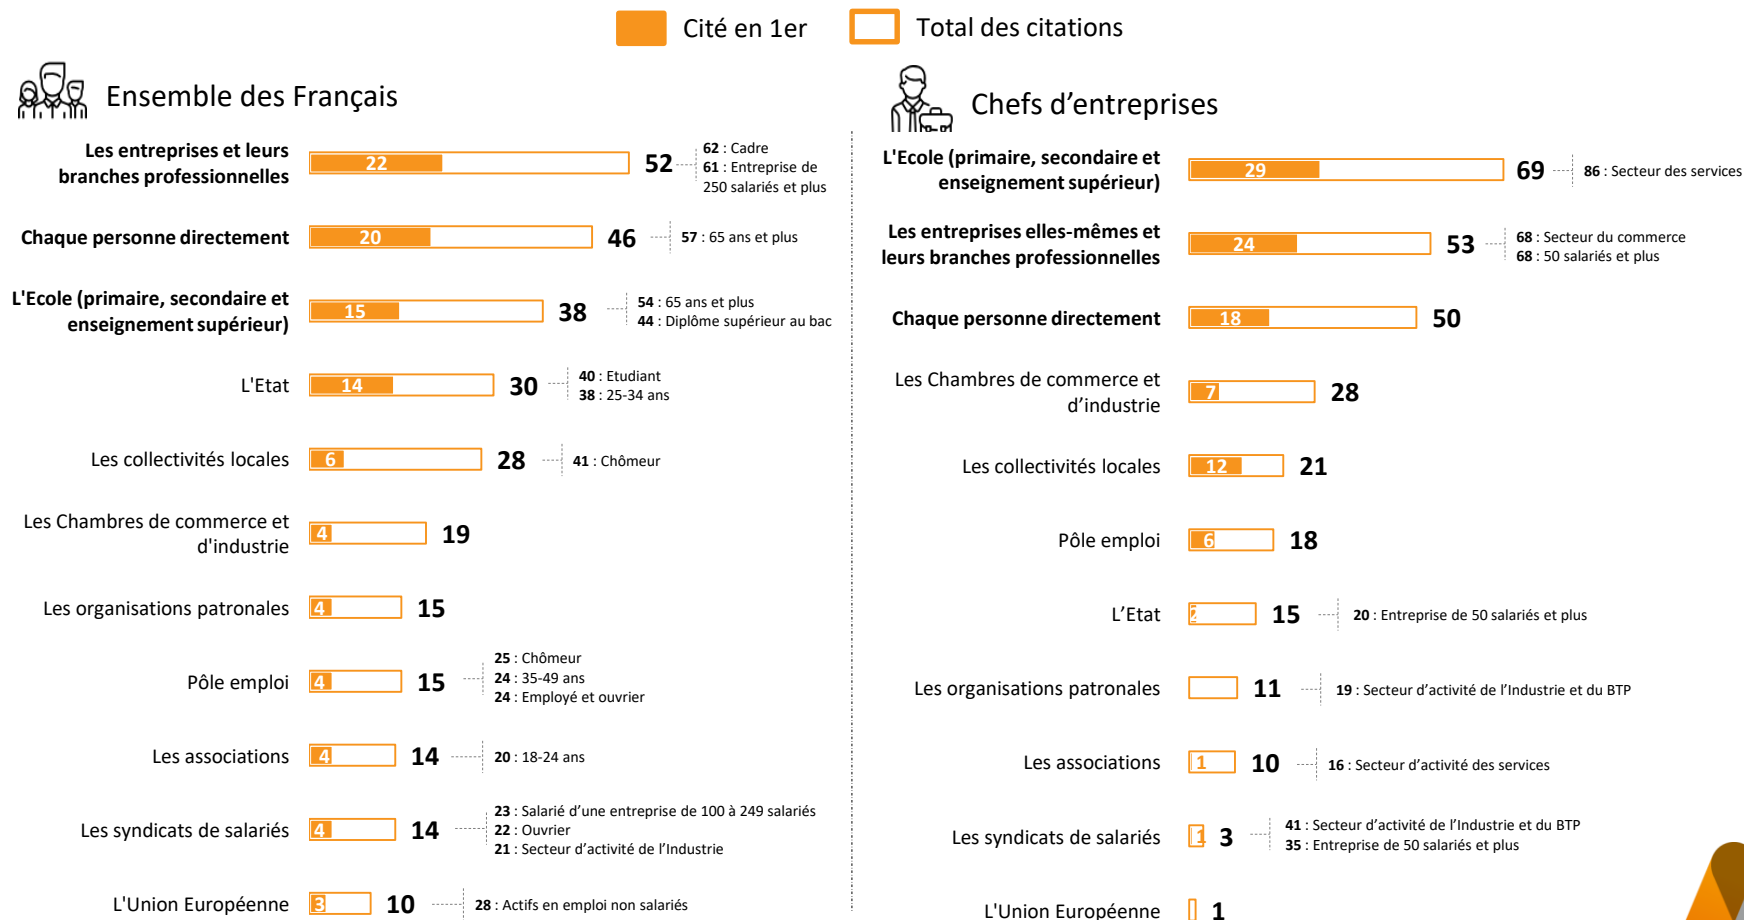 Cité en 1er
Total des citations
Ensemble des Français
Les entreprises et leurs
branches professionnelles
22
52
62 : Cadre
61 : Entreprise de
250 salariés et plus
Chaque personne directement
20
46
57 : 65 ans et plus
L'Ecole (primaire, secondaire et
enseignement supérieur)
15
38
54 : 65 ans et plus
44 : Diplôme supérieur au bac
L'Etat
14
30
40 : Etudiant
38 : 25-34 ans
Les collectivités locales
6
28
41 : Chômeur
Les Chambres de commerce et
d'industrie
4
19
Les organisations patronales
4
15
Pôle emploi
4
15
25 : Chômeur
24 : 35-49 ans
24 : Employé et ouvrier
Les associations
4
14
20 : 18-24 ans
Les syndicats de salariés
4
14
23 : Salarié d’une entreprise de 100 à 249 salariés
22 : Ouvrier
21 : Secteur d’activité de l’Industrie
L'Union Européenne
3
10
28 : Actifs en emploi non salariés
Chefs d’entreprises
L'Ecole (primaire, secondaire et
enseignement supérieur)
29
69
86 : Secteur des services
Les entreprises elles-mêmes et
leurs branches professionnelles
24
53
68 : Secteur du commerce
68 : 50 salariés et plus
Chaque personne directement
18
50
Les Chambres de commerce et
d’industrie
7
28
Les collectivités locales
12
21
Pôle emploi
6
18
L’Etat
2
15
20 : Entreprise de 50 salariés et plus
Les organisations patronales
11
19 : Secteur d’activité de l’Industrie et du BTP
Les associations
1
10
16 : Secteur d’activité des services
Les syndicats de salariés
1
3
41 : Secteur d’activité de l’Industrie et du BTP
35 : Entreprise de 50 salariés et plus
L'Union Européenne
1